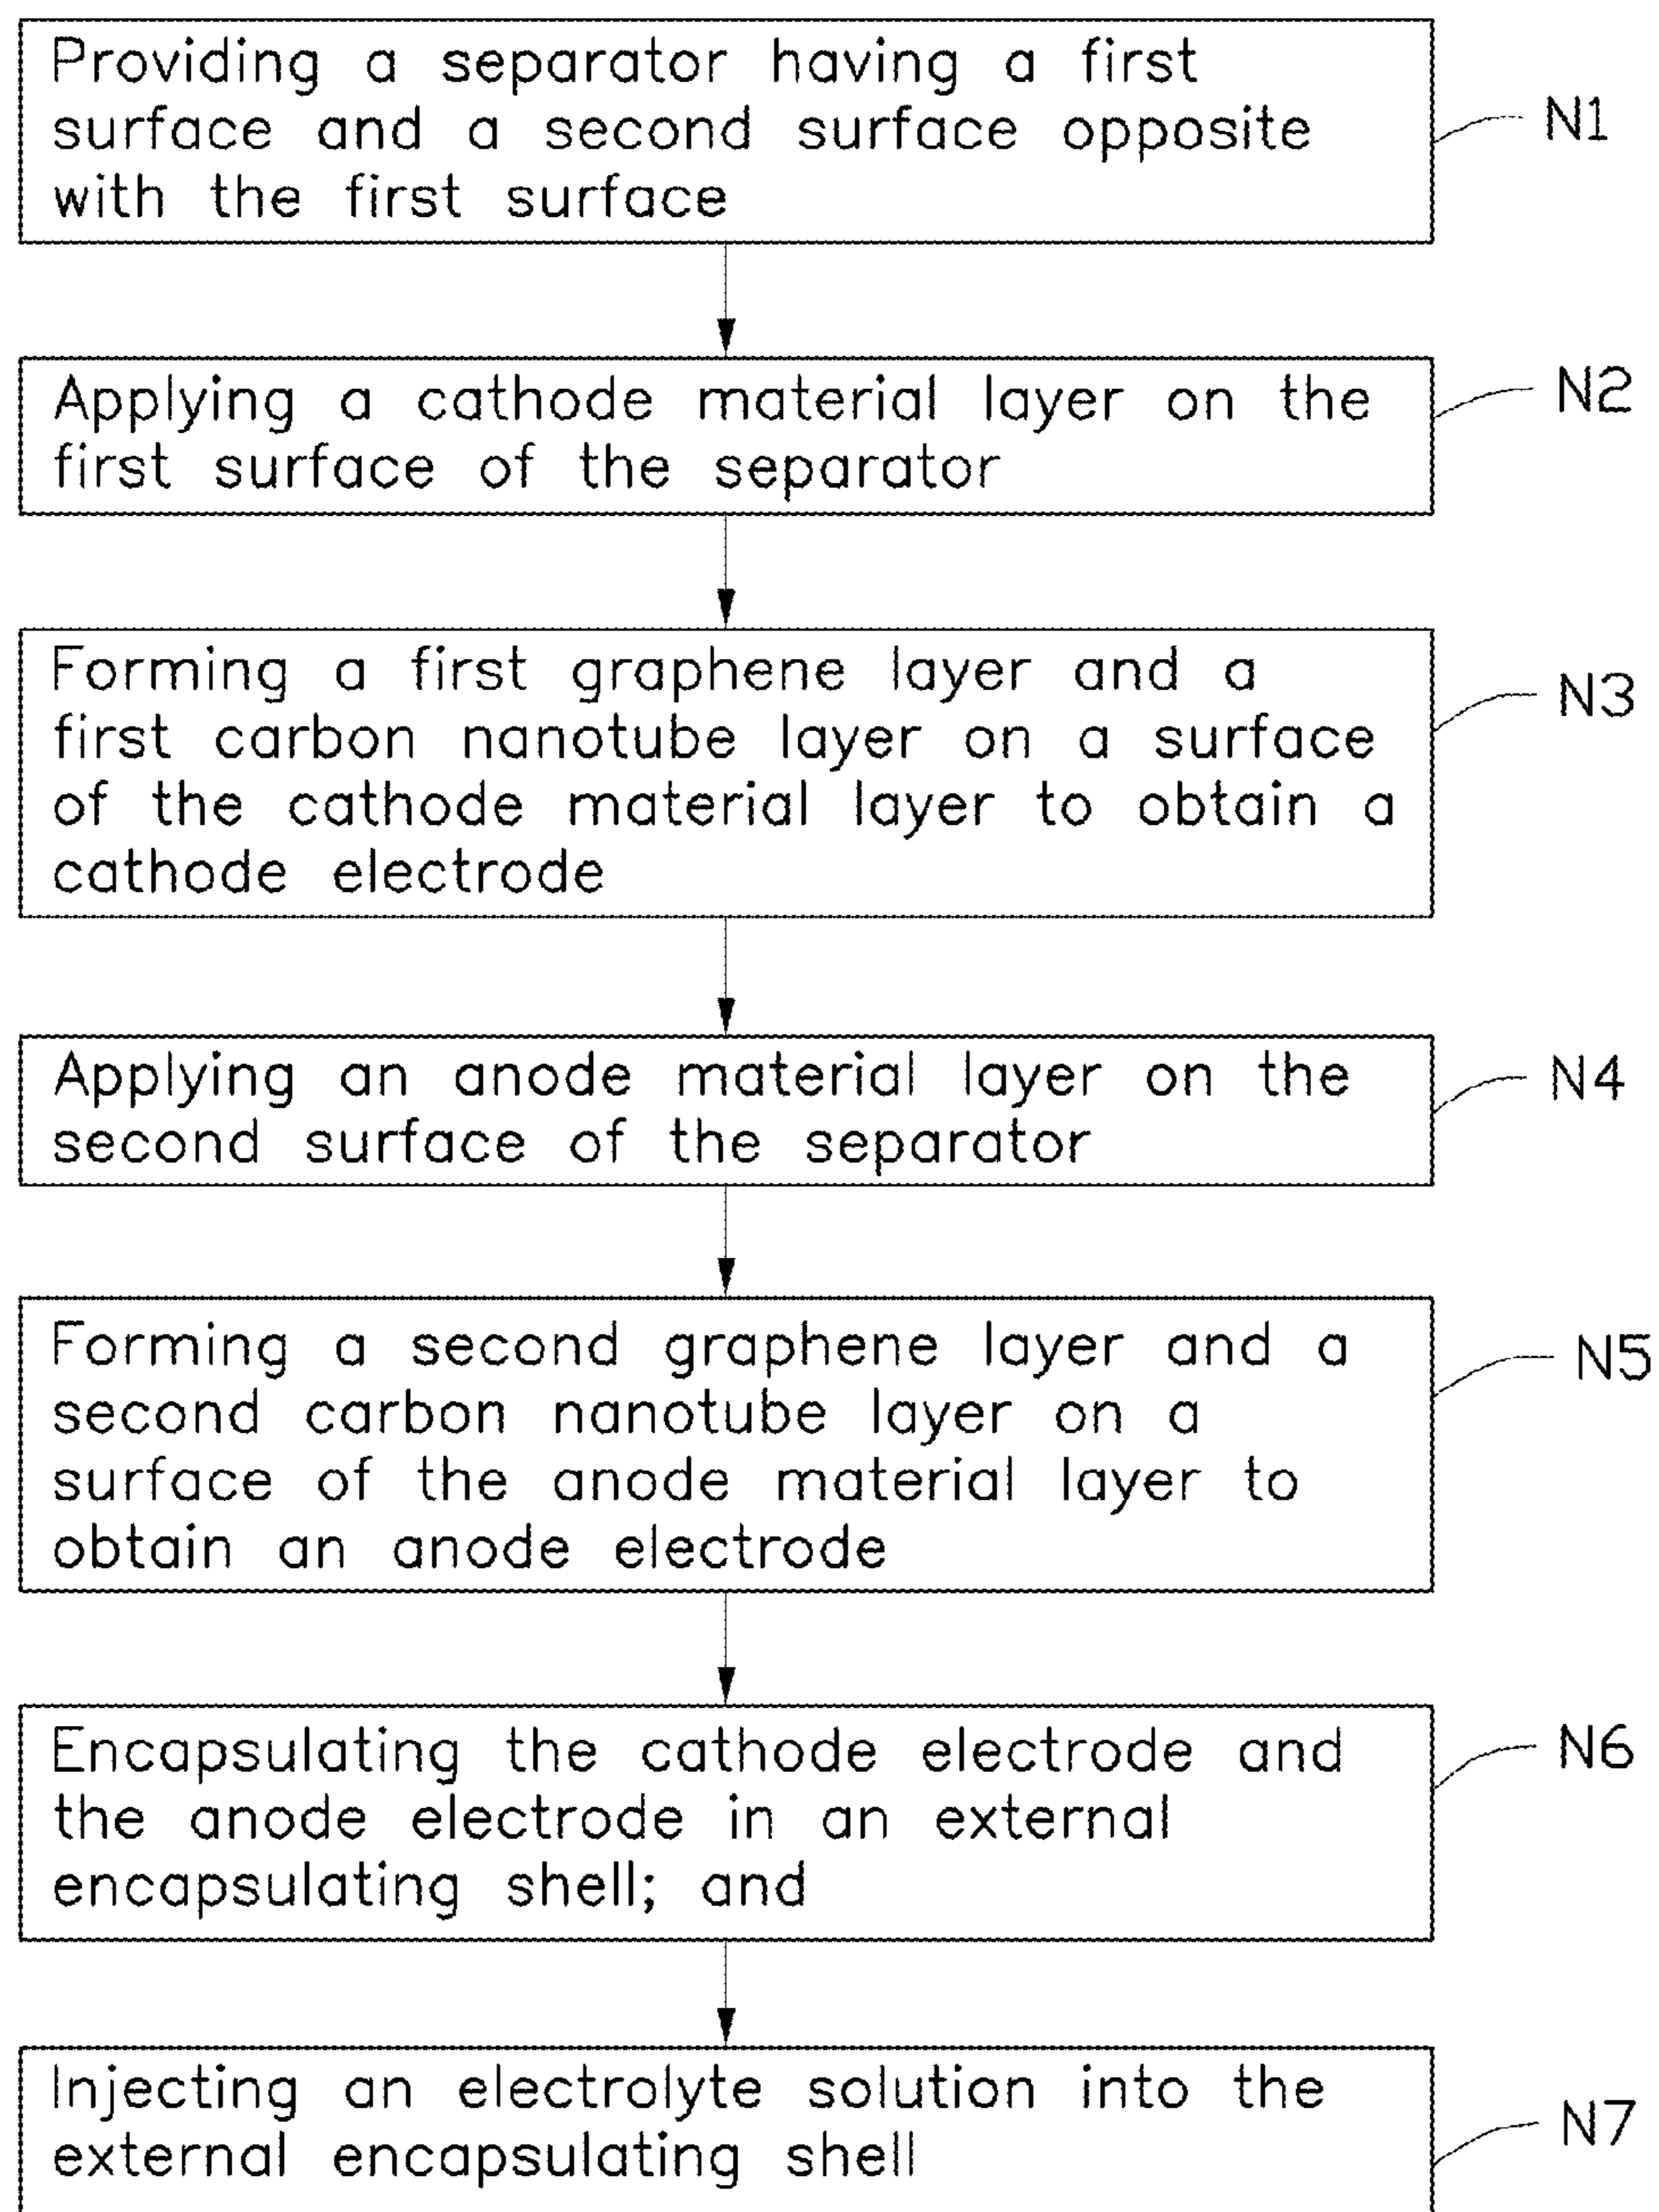 Providing a separator having a first
surface and a second surface opposite
with the first surface
N1
Applying a cathode material layer on the
first surface of the separator
N2
Forming a first graphene layer and a
first carbon nanotube layer on a surface
of the cathode material layer to obtain a
cathode electrode
N3
Applying an anode material layer on the
second surface of the separator
N4
Forming a second graphene layer and a
second carbon nanotube layer on a
surface of the anode material layer to
obtain an anode electrode
N5
Encapsulating the cathode electrode and
the anode electrode in an external
encapsulating shell; and
N6
Injecting an electrolyte solution into the
external encapsulating shell
N7